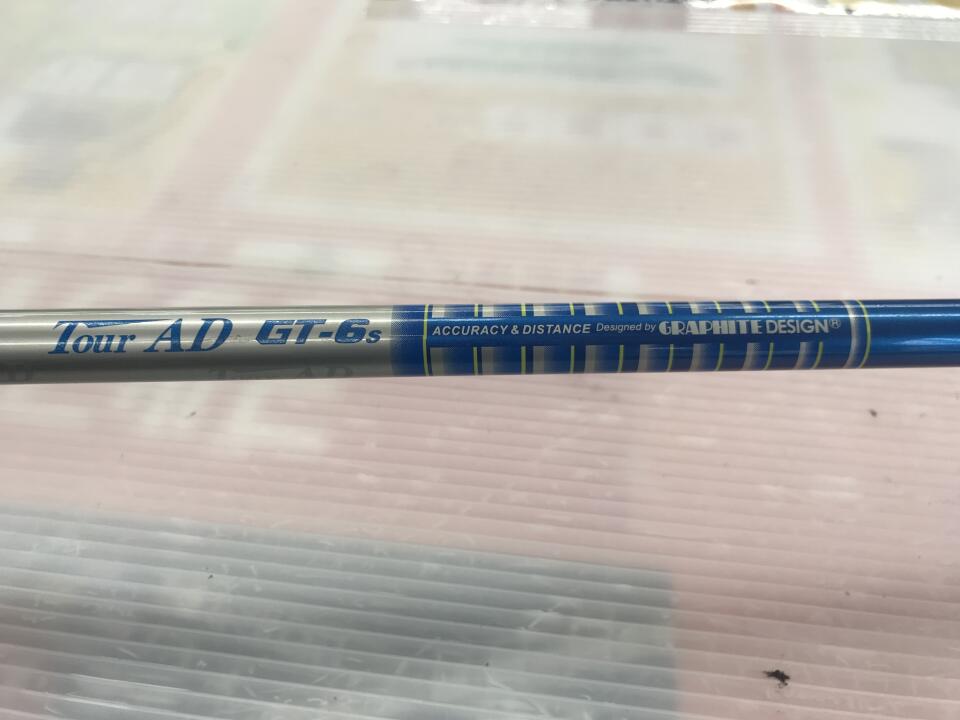 Tour AD GT-6s ACCURACY & DISTANCE Designed by GRAPHITE DESIGN®